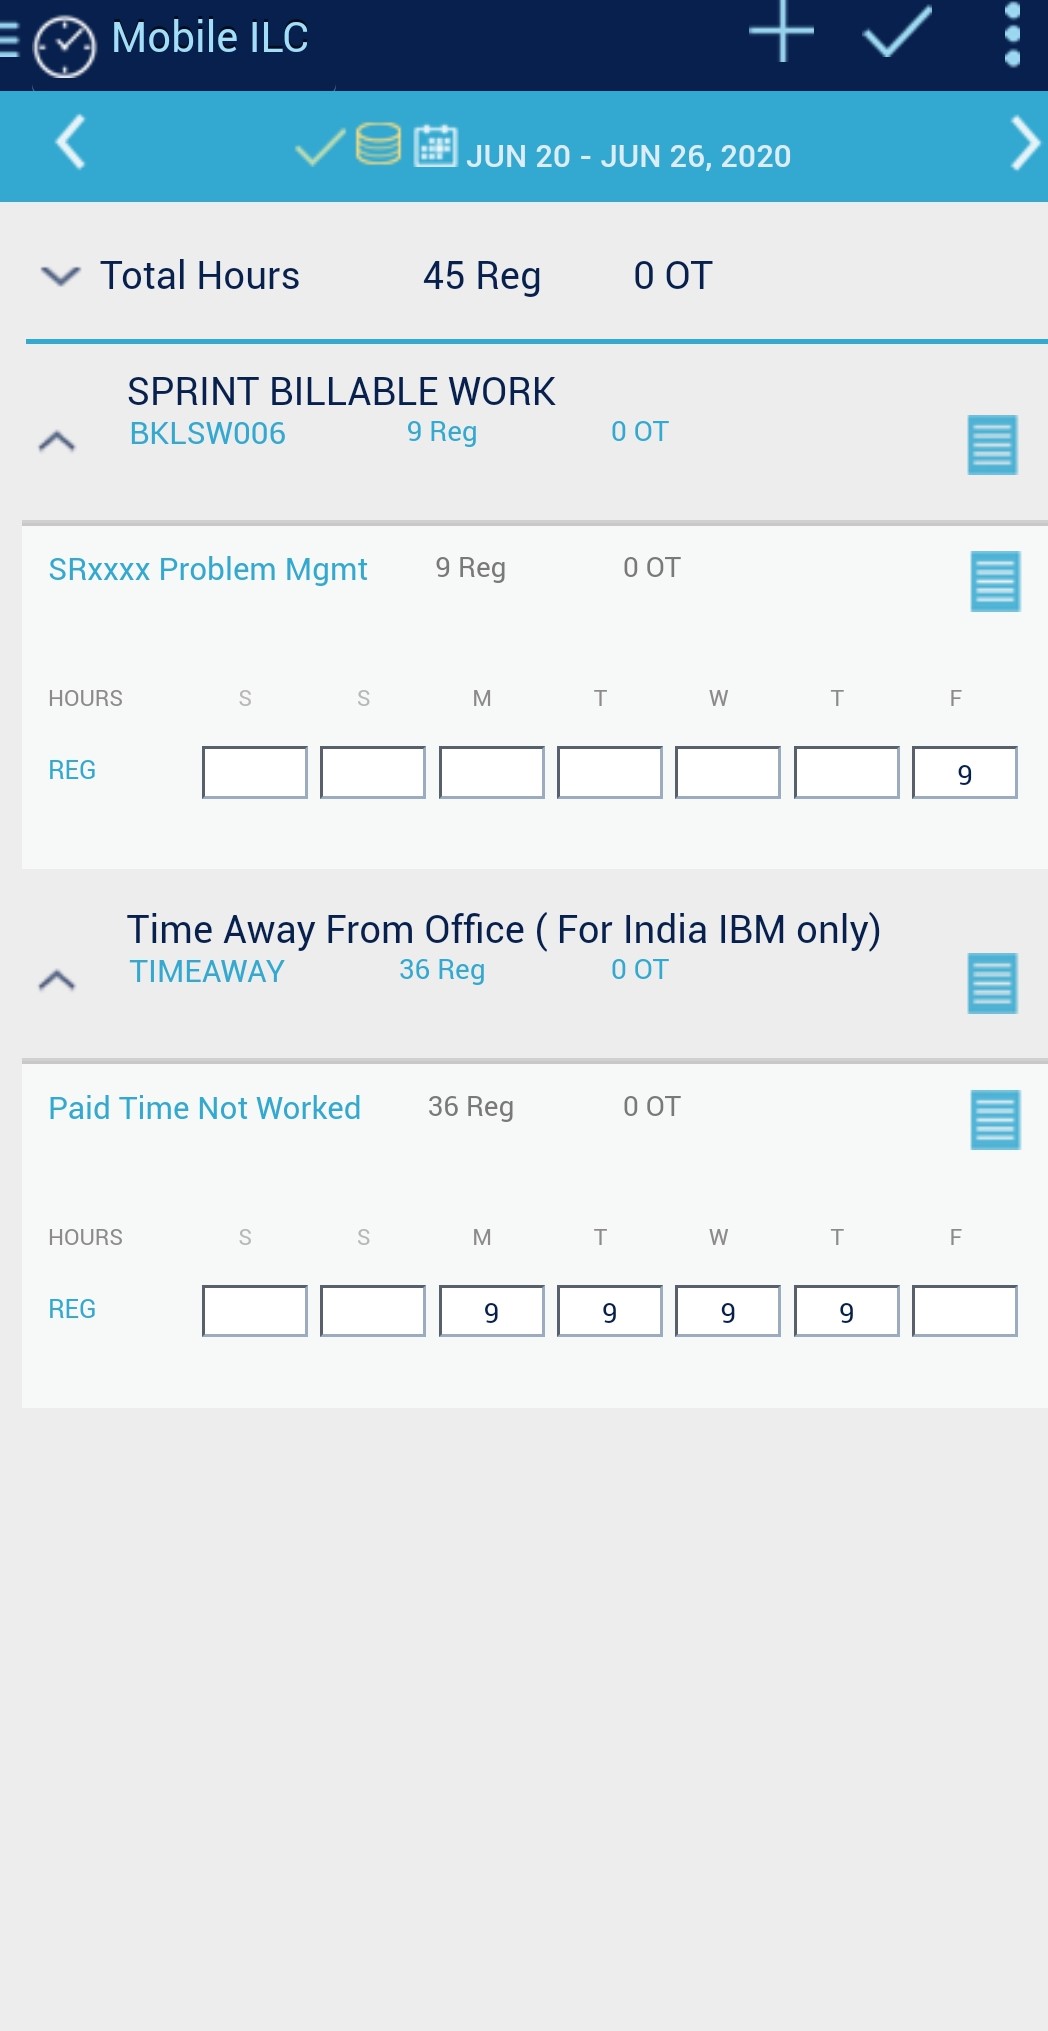 Mobile ILC
JUN 20 - JUN 26, 2020
Total Hours 45 Reg 0 OT
SPRINT BILLABLE WORK
BKLSW006 9 Reg 0 OT
SRxxxx Problem Mgmt 9 Reg 0 OT
HOURS S S M T W T F
REG 9
Time Away From Office ( For India IBM only)
TIMEAWAY 36 Reg 0 OT
Paid Time Not Worked 36 Reg 0 OT
HOURS S S M T W T F
REG 9 9 9 9